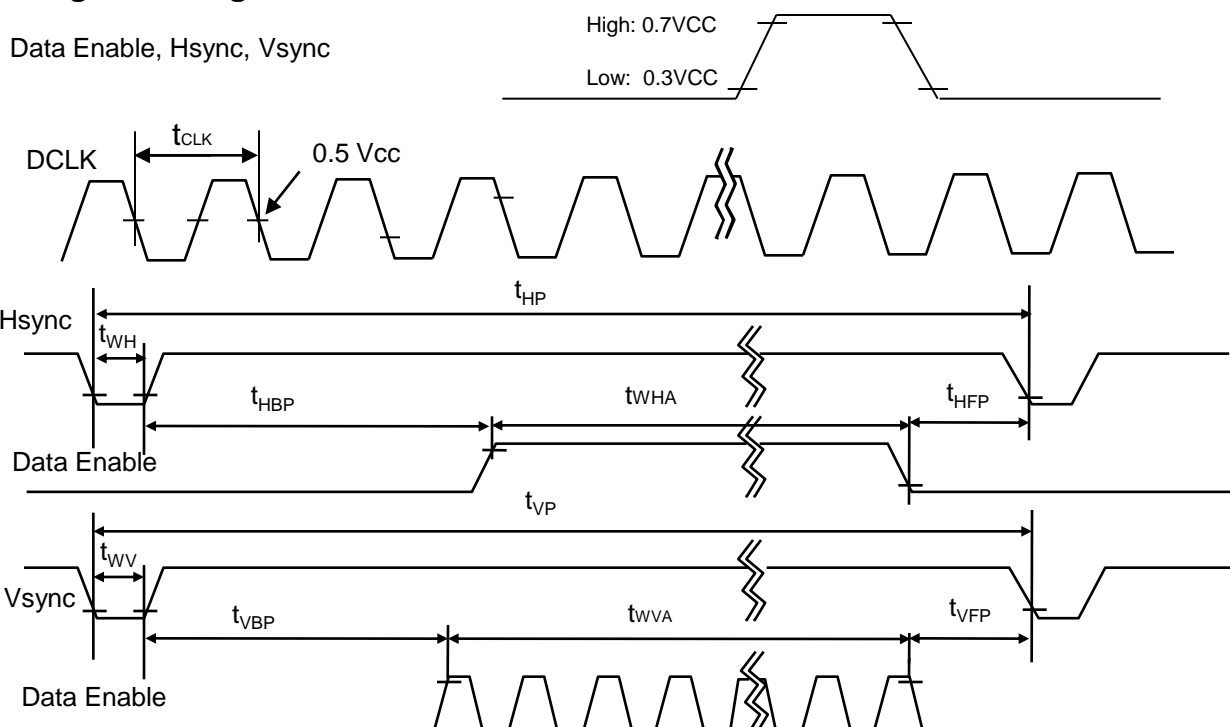 High: 0.7VCC
Data Enable, Hsync, Vsync
Low: 0.3VCC
tCLK
DCLK
0.5 Vcc
tHP
Hsync
tWH
tHBP
tWHA
tHFP
Data Enable
tVP
tWV
Vsync
tVBP
tWVA
tVFP
Data Enable